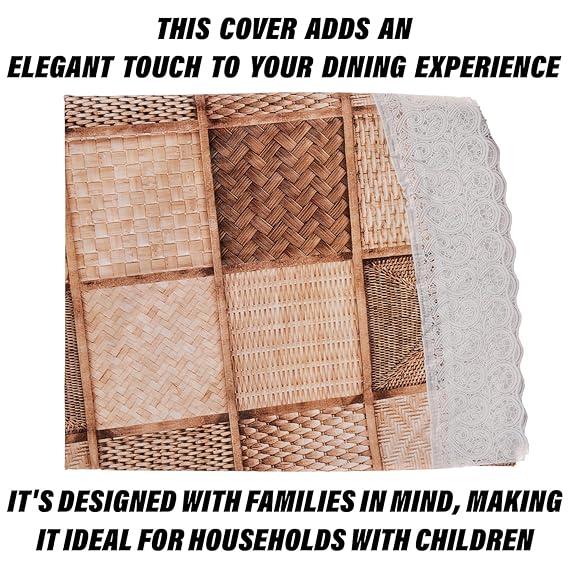 THIS COVER ADDS AN
ELEGANT TOUCH TO YOUR DINING EXPERIENCE
IT'S DESIGNED WITH FAMILIES IN MIND, MAKING
IT IDEAL FOR HOUSEHOLDS WITH CHILDREN